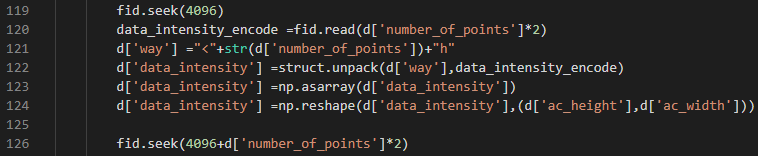 119 fid.seek(4096)
120 data_intensity_encode =fid.read(d['number_of_points']*2)
121 d['way'] ="<"+str(d['number_of_points'])+"h"
122 d['data_intensity'] =struct.unpack(d['way'],data_intensity_encode)
123 d['data_intensity'] =np.asarray(d['data_intensity'])
124 d['data_intensity'] =np.reshape(d['data_intensity'],(d['ac_height'],d['ac_width']))
125
126 fid.seek(4096+d['number_of_points']*2)